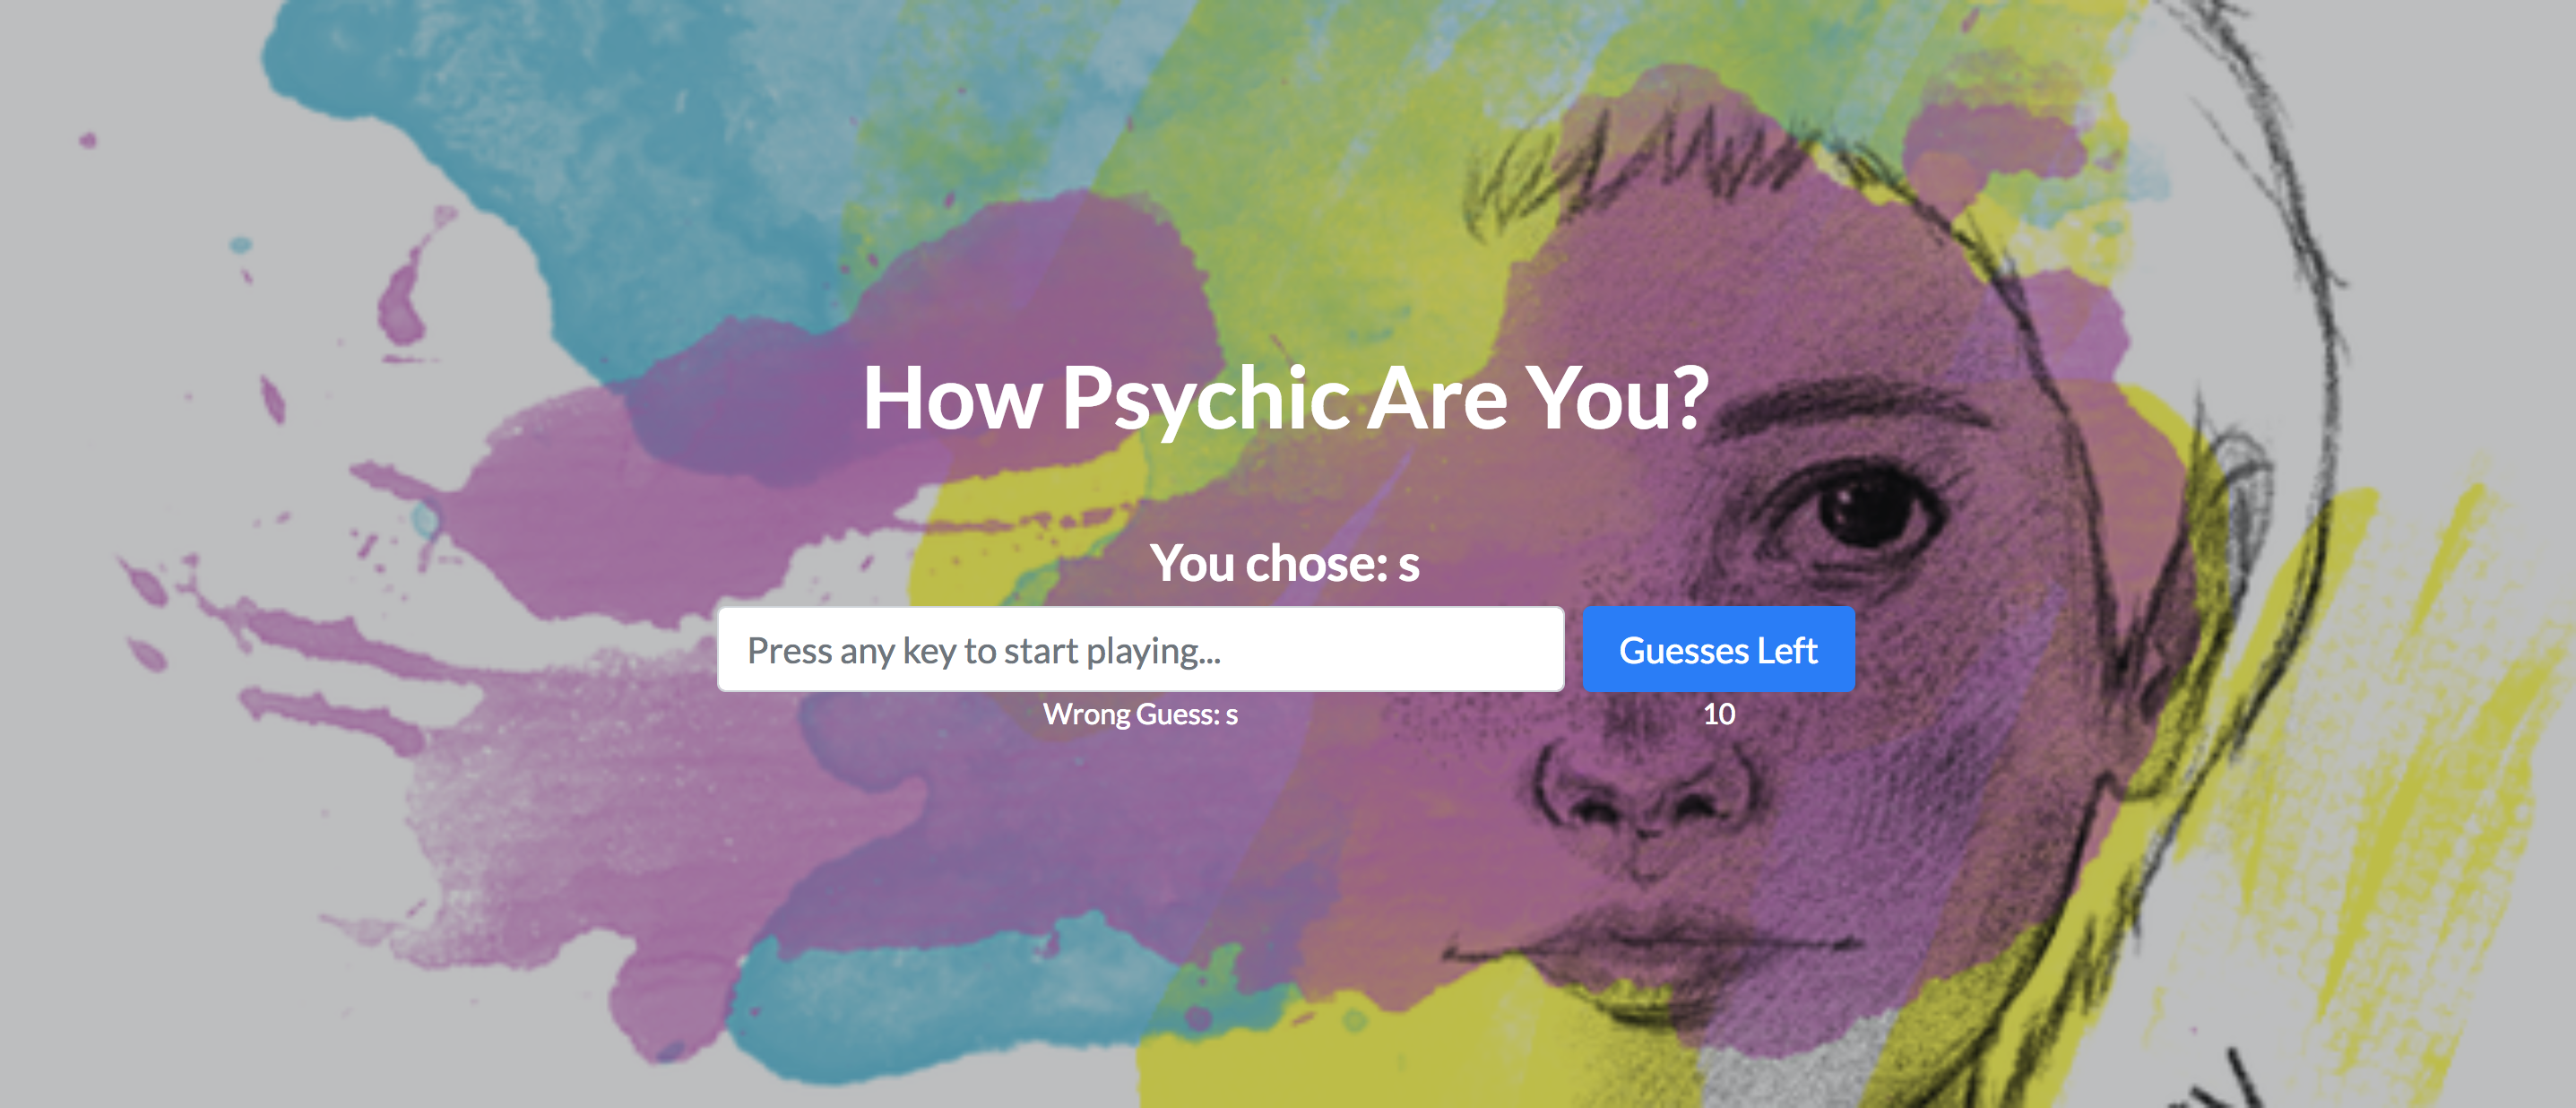 How Psychic Are You?
You chose: s
Press any key to start playing...
Guesses Left
Wrong Guess: s
10